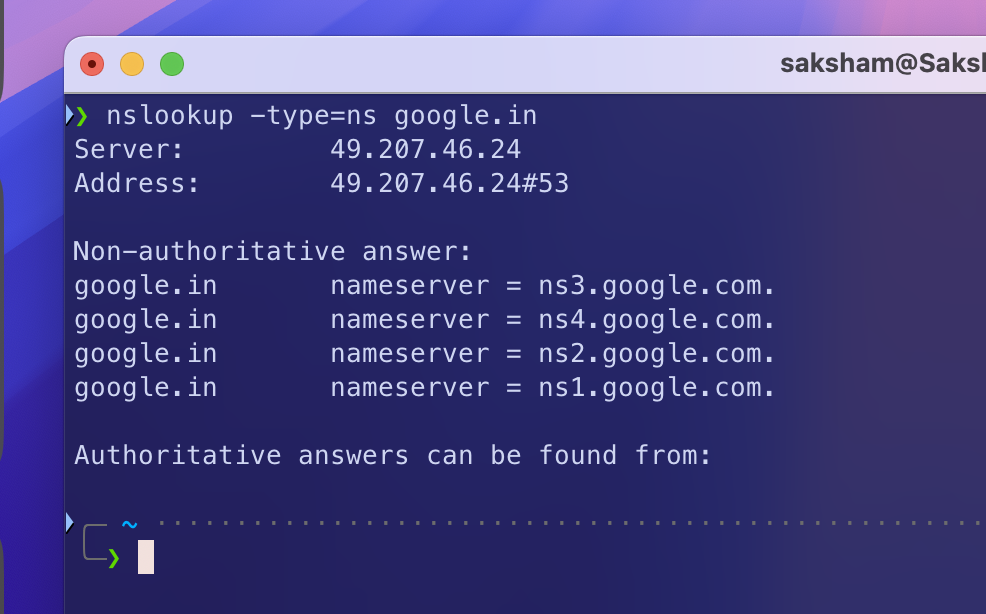 saksham@Saks
❯ nslookup -type=ns google.in
Server:		49.207.46.24
Address:	49.207.46.24#53
Non-authoritative answer:
google.in	nameserver = ns3.google.com.
google.in	nameserver = ns4.google.com.
google.in	nameserver = ns2.google.com.
google.in	nameserver = ns1.google.com.
Authoritative answers can be found from:
~
❯